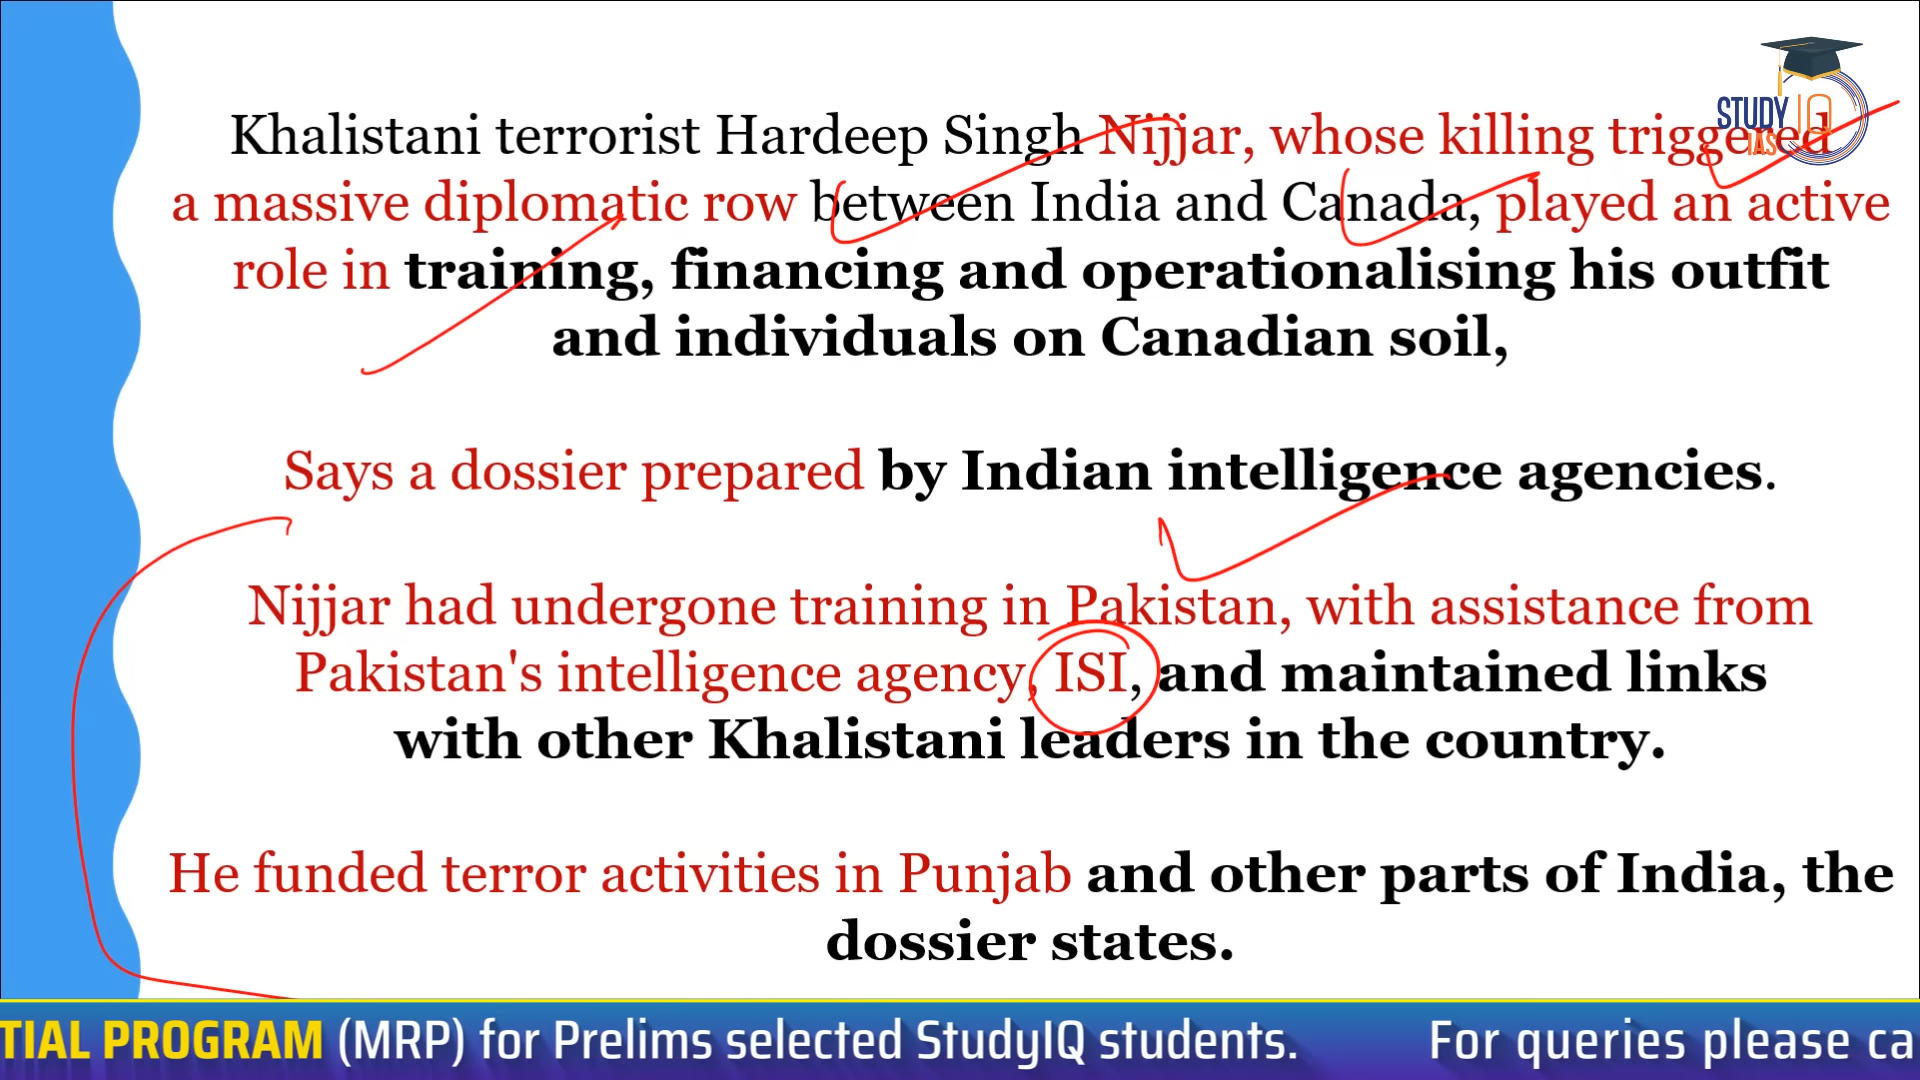 STUDY IQ
IAS
Khalistani terrorist Hardeep Singh Nijjar, whose killing triggered
a massive diplomatic row between India and Canada, played an active
role in training, financing and operationalising his outfit
and individuals on Canadian soil,
Says a dossier prepared by Indian intelligence agencies.
Nijjar had undergone training in Pakistan, with assistance from
Pakistan's intelligence agency, ISI, and maintained links
with other Khalistani leaders in the country.
He funded terror activities in Punjab and other parts of India, the
dossier states.
TIAL PROGRAM (MRP) for Prelims selected StudyIQ students. For queries please ca